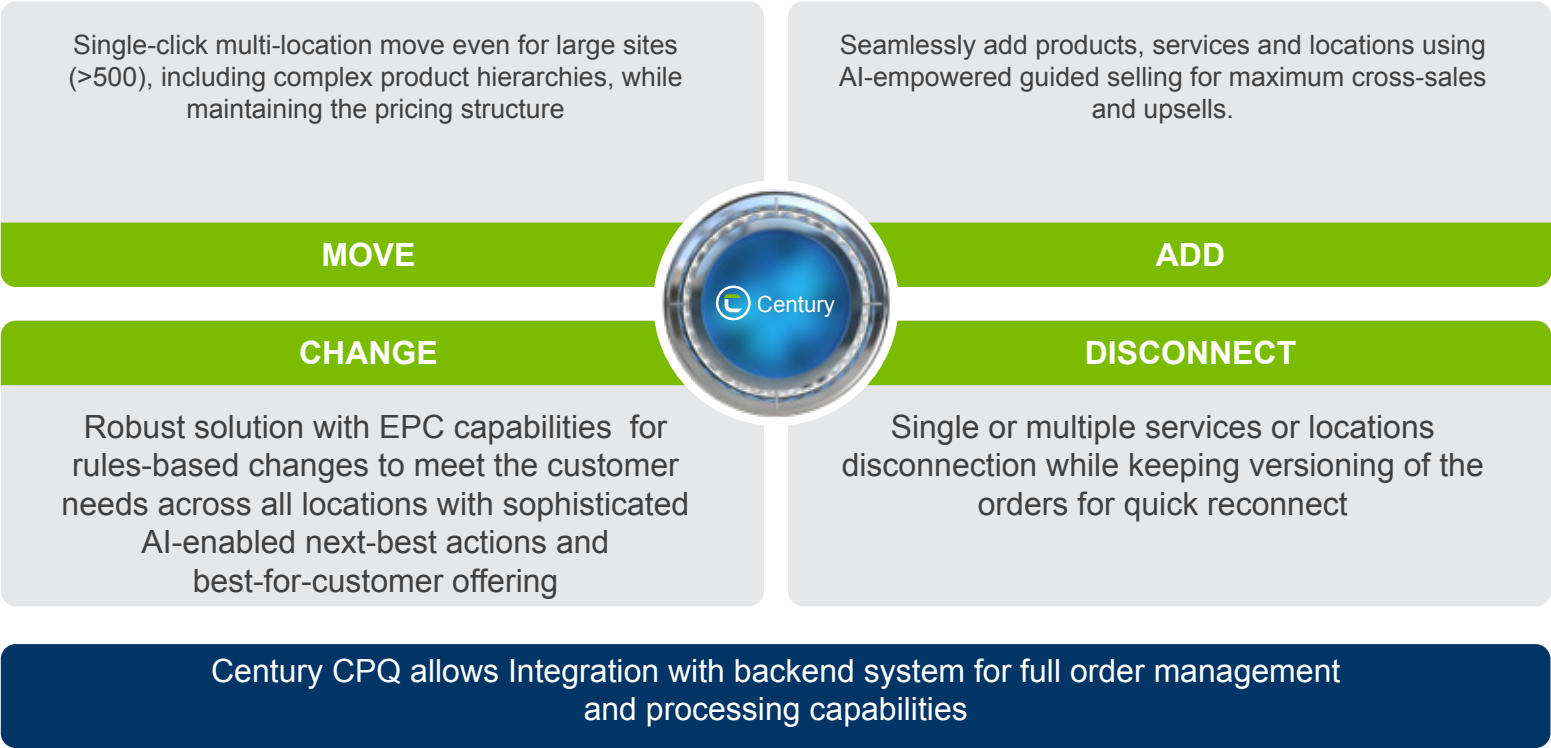 Single-click multi-location move even for large sites
(>500), including complex product hierarchies, while
maintaining the pricing structure
MOVE
Seamlessly add products, services and locations using
AI-empowered guided selling for maximum cross-sales
and upsells.
ADD
Century
CHANGE
Robust solution with EPC capabilities  for
rules-based changes to meet the customer
needs across all locations with sophisticated
AI-enabled next-best actions and
best-for-customer offering
DISCONNECT
Single or multiple services or locations
disconnection while keeping versioning of the
orders for quick reconnect
Century CPQ allows Integration with backend system for full order management
and processing capabilities